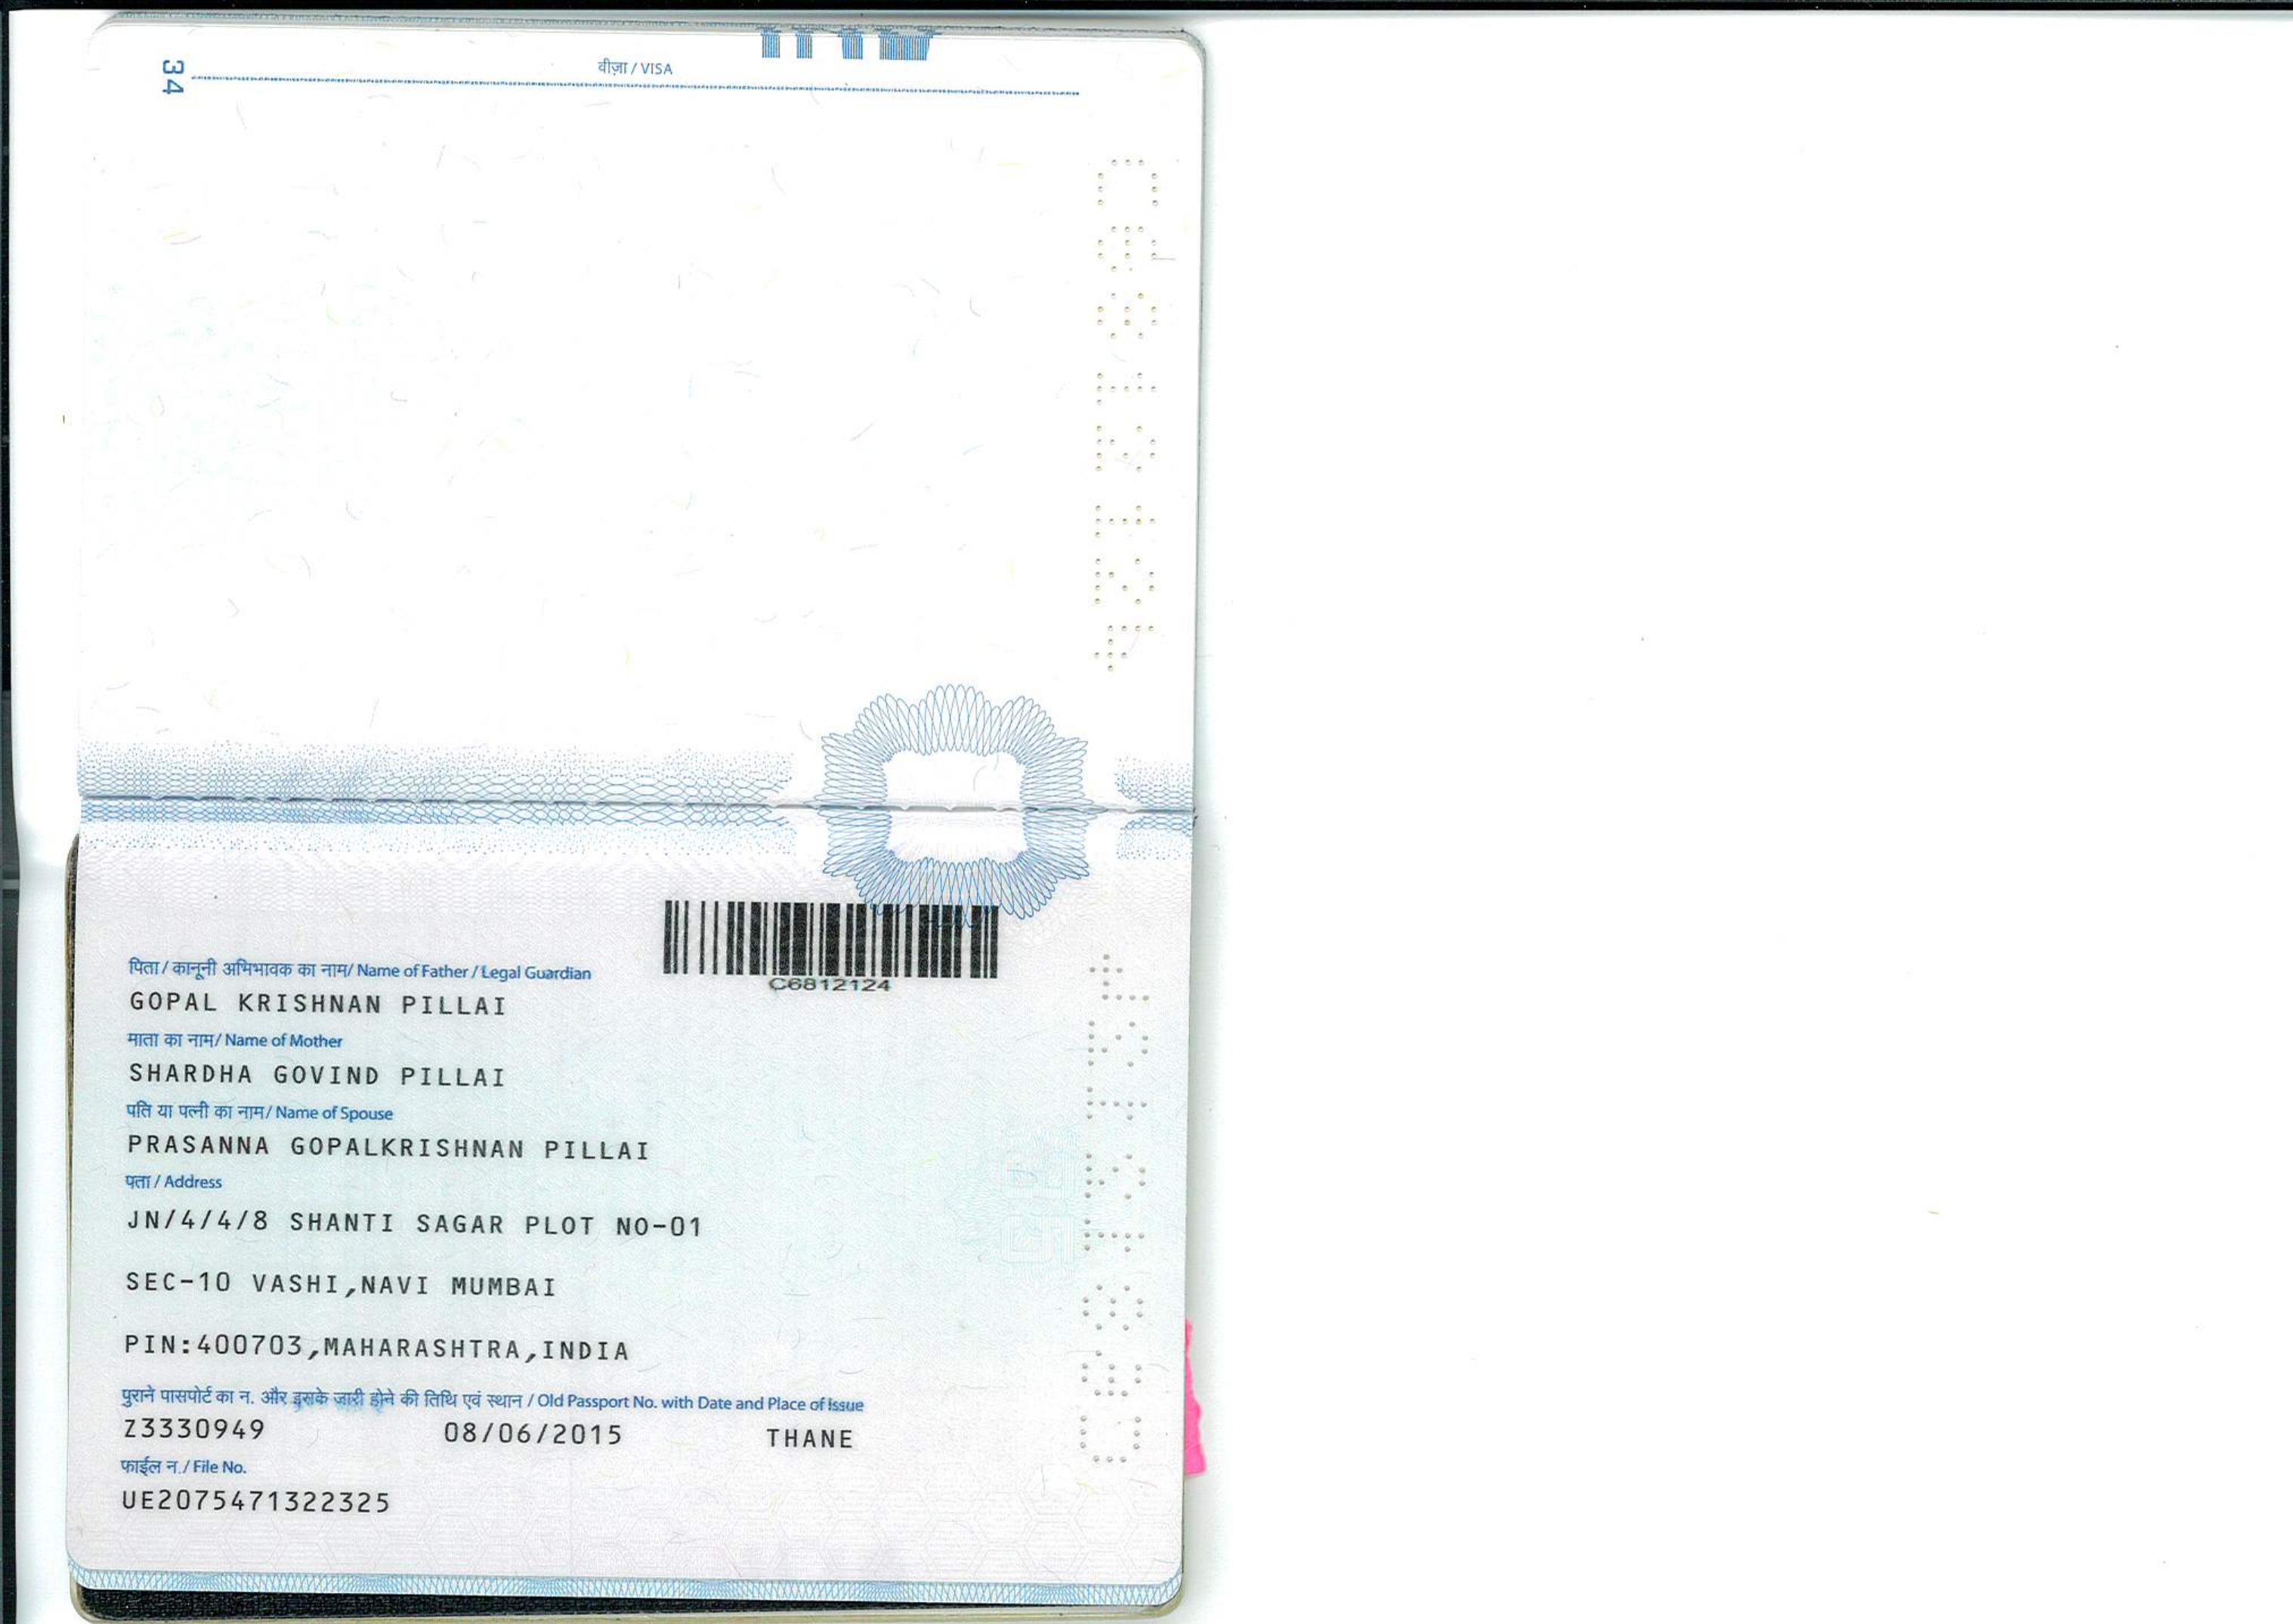 34
वीज़ा / VISA
C6812124
पिता / कानूनी अभिभावक का नाम/ Name of Father / Legal Guardian
GOPAL KRISHNAN PILLAI
माता का नाम/ Name of Mother
SHARDHA GOVIND PILLAI
पति या पत्नी का नाम/ Name of Spouse
PRASANNA GOPALKRISHNAN PILLAI
पता / Address
JN/4/4/8 SHANTI SAGAR PLOT NO-01
SEC-10 VASHI,NAVI MUMBAI
PIN:400703,MAHARASHTRA,INDIA
पुराने पासपोर्ट का न. और इसके जारी होने की तिथि एवं स्थान / Old Passport No. with Date and Place of Issue
Z3330949 08/06/2015 THANE
फाईल न./ File No.
UE2075471322325